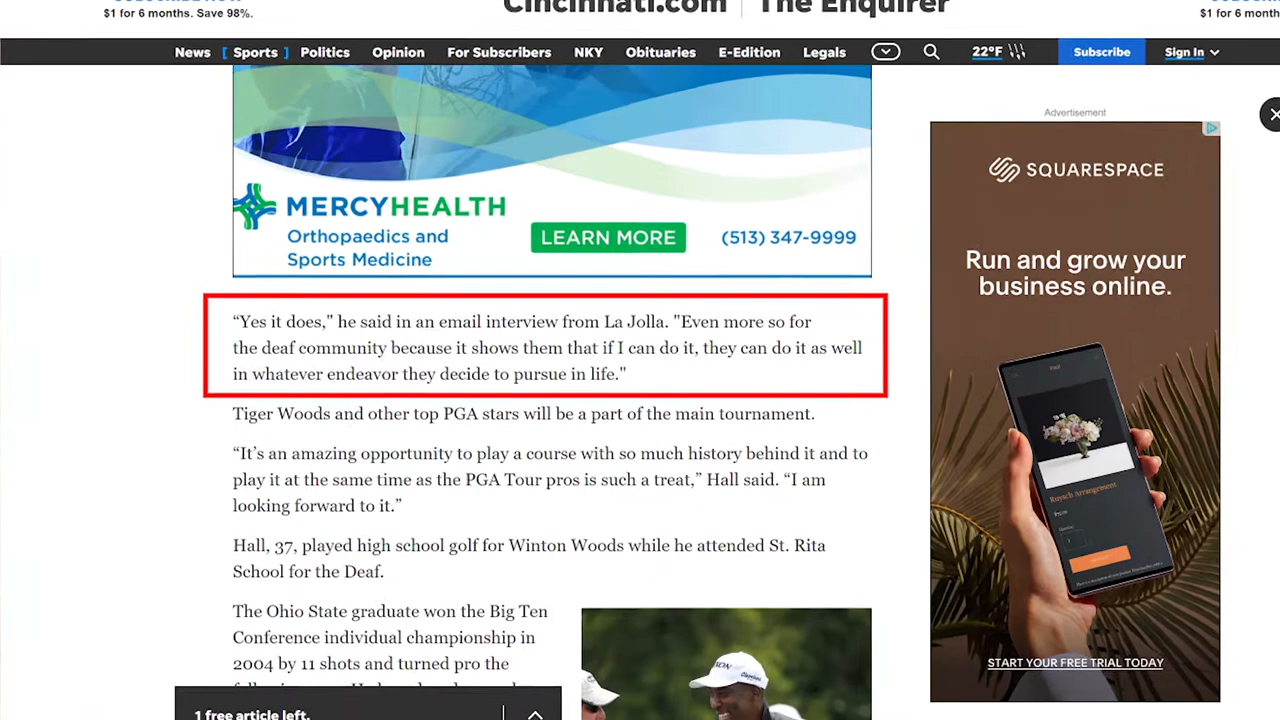 $1 for 6 months. Save 98%.
Cincinnati.com | The Enquirer
$1 for 6 month
News [ Sports ] Politics Opinion For Subscribers NKY Obituaries E-Edition Legals 22°F Subscribe Sign In
MERCYHEALTH
Orthopaedics and
Sports Medicine
LEARN MORE
(513) 347-9999
“Yes it does," he said in an email interview from La Jolla. "Even more so for
the deaf community because it shows them that if I can do it, they can do it as well
in whatever endeavor they decide to pursue in life."
Tiger Woods and other top PGA stars will be a part of the main tournament.
“It’s an amazing opportunity to play a course with so much history behind it and to
play it at the same time as the PGA Tour pros is such a treat,” Hall said. “I am
looking forward to it.”
Hall, 37, played high school golf for Winton Woods while he attended St. Rita
School for the Deaf.
The Ohio State graduate won the Big Ten
Conference individual championship in
2004 by 11 shots and turned pro the
1 free article left.
Advertisement
SQUARESPACE
Run and grow your
business online.
Ruysch Arrangement
START YOUR FREE TRIAL TODAY